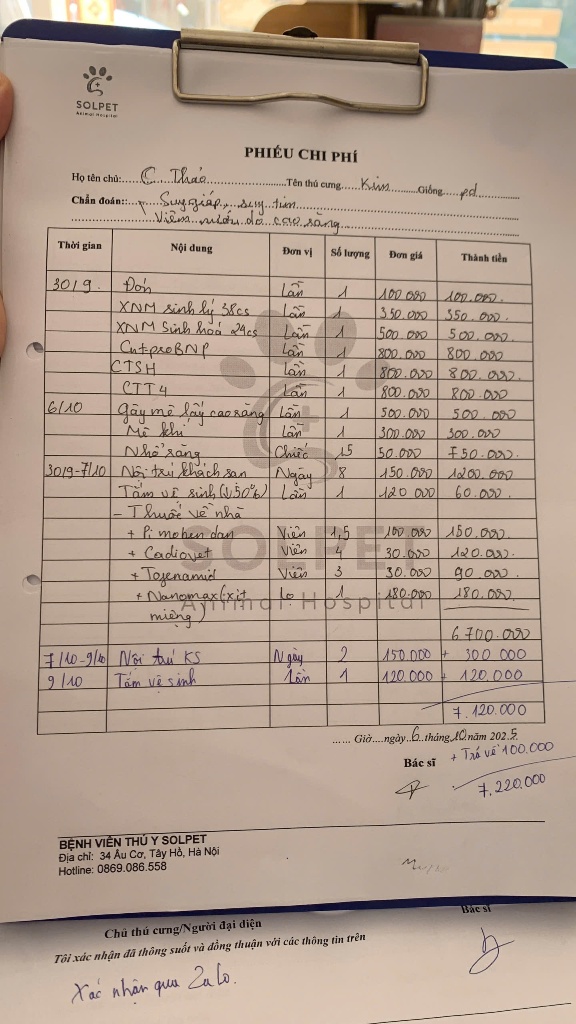 SOLPET
Animal Hospital
PHIẾU CHI PHÍ
Họ tên chủ: C. Thảo Tên thú cưng Kim Giống pd
Chẩn đoán: Suy giáp, suy tim
Viêm nướu do cao răng
Thời gian Nội dung Đơn vị Số lượng Đơn giá Thành tiền
30/9 Đón Lần 1 100.000 100.000
XNM sinh lý 38cs Lần 1 350.000 350.000
XNM Sinh hoá 24cs Lần 1 500.000 500.000
CntproBNP Lần 1 800.000 800.000
CTSH Lần 1 800.000 800.000
CTT4 Lần 1 800.000 800.000
6/10 Gây mê lấy cao răng Lần 1 500.000 500.000
Mê khí Lần 1 300.000 300.000
Nhổ răng Chiếc 15 50.000 750.000
30/9-7/10 Nội trú khách sạn Ngày 8 150.000 1200.000
Tắm vệ sinh (↓50%) Lần 1 120.000 60.000
- Thuốc về nhà
+ Pimohendan Viên 1,5 100.000 150.000
+ Cadiovet Viên 4 30.000 120.000
+ Tosenamid Viên 3 30.000 90.000
+ Nanomax (xịt miệng) lọ 1 180.000 180.000
6.700.000
7/10-9/10 Nội trú KS Ngày 2 150.000 + 300 000
9/10 Tắm vệ sinh Lần 1 120.000 + 120.000
7.120.000
SOLPET
Animal Hospital
...... Giờ....ngày 6 tháng 10 năm 2025
Bác sĩ + Trả về 100.000
7.220.000
BỆNH VIỆN THÚ Y SOLPET
Địa chỉ: 34 Âu Cơ, Tây Hồ, Hà Nội
Hotline: 0869.086.558
Chủ thú cưng/Người đại diện Bác sĩ
Tôi xác nhận đã thông suốt và đồng thuận với các thông tin trên
Xác nhận qua Zalo.